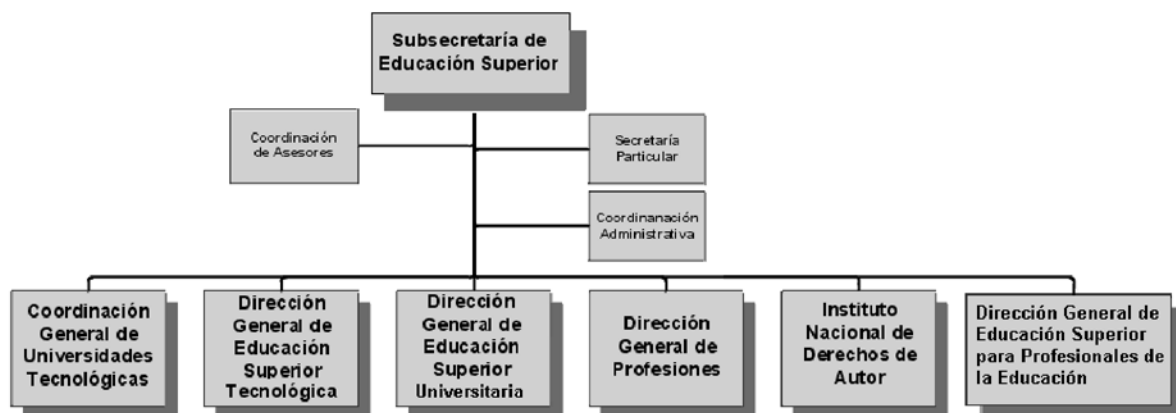 Subsecretaría de
Educación Superior
Coordinación
de Asesores
Secretaría
Particular
Coordinanación
Administrativa
Coordinación
General de
Universidades
Tecnológicas
Dirección
General de
Educación
Superior
Tecnológica
Dirección
General de
Educación
Superior
Universitaria
Dirección
General de
Profesiones
Instituto
Nacional de
Derechos de
Autor
Dirección General de
Educación Superior
para Profesionales de
la Educación